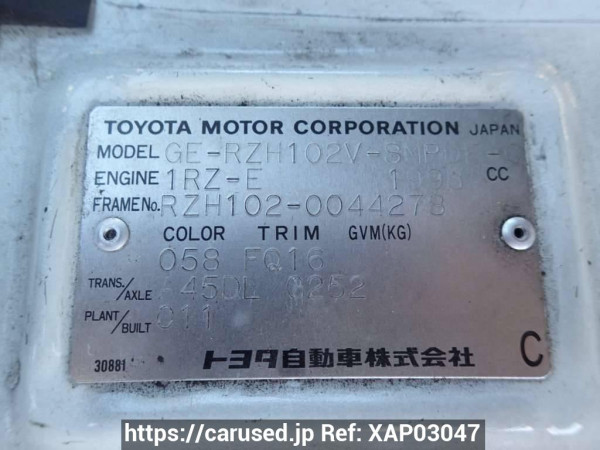 TOYOTA MOTOR CORPORATION JAPAN
MODEL GE-RZH102V-
ENGINE 1RZ-E CC
FRAME No. RZH102-0044278
COLOR TRIM GVM(KG)
058 FQ16
TRANS./AXLE
PLANT/BUILT 011
30881 トヨタ自動車株式会社 C
https://carused.jp Ref: XAP03047